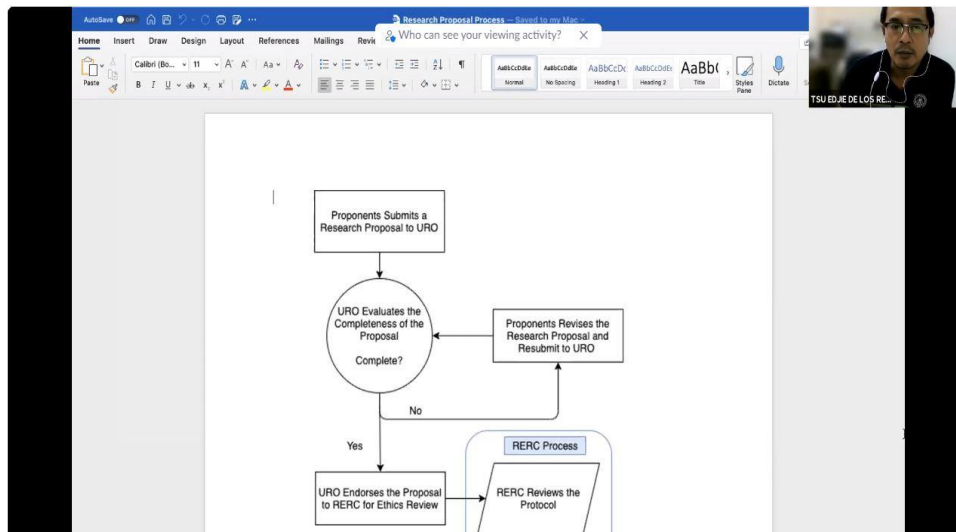 AutoSave OFF
Research Proposal Process — Saved to my Mac
Home Insert Draw Design Layout References Mailings
Who can see your viewing activity?
Paste
Calibri (Bo... 11
AaBbCcDdEe
Normal
AaBbCcDdEe
No Spacing
AaBbCcDc
Heading 1
AaBbCcDdEe
Heading 2
AaBb(
Title
Styles
Pane
Dictate
TSU EDJIE DE LOS RE...
Proponents Submits a
Research Proposal to URO
URO Evaluates the
Completeness of the
Proposal
Complete?
Proponents Revises the
Research Proposal and
Resubmit to URO
No
Yes
RERC Process
URO Endorses the Proposal
to RERC for Ethics Review
RERC Reviews the
Protocol